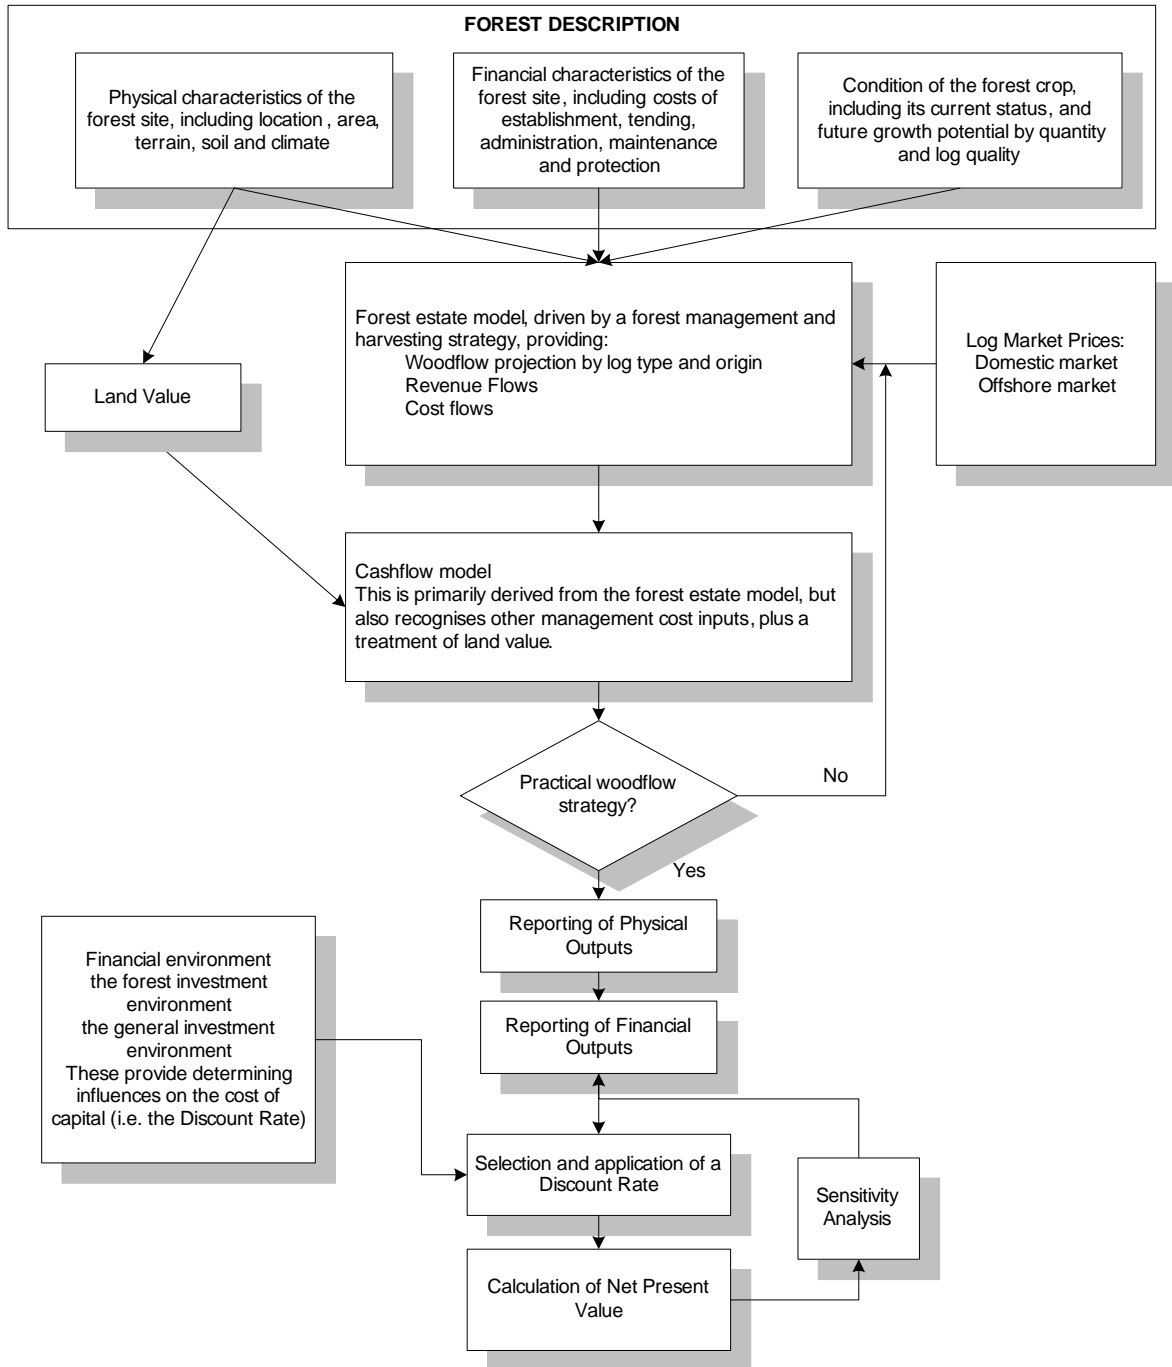 FOREST DESCRIPTION
Physical characteristics of the
forest site, including location , area,
terrain, soil and climate
Financial characteristics of the
forest site, including costs of
establishment, tending,
administration, maintenance
and protection
Condition of the forest crop,
including its current status, and
future growth potential by quantity
and log quality
Forest estate model, driven by a forest management and
harvesting strategy, providing:
Woodflow projection by log type and origin
Revenue Flows
Cost flows
Log Market Prices:
Domestic market
Offshore market
Land Value
Cashflow model
This is primarily derived from the forest estate model, but
also recognises other management cost inputs, plus a
treatment of land value.
Practical woodflow
strategy?
No
Yes
Reporting of Physical
Outputs
Financial environment
the forest investment
environment
the general investment
environment
These provide determining
influences on the cost of
capital (i.e. the Discount Rate)
Reporting of Financial
Outputs
Selection and application of a
Discount Rate
Sensitivity
Analysis
Calculation of Net Present
Value